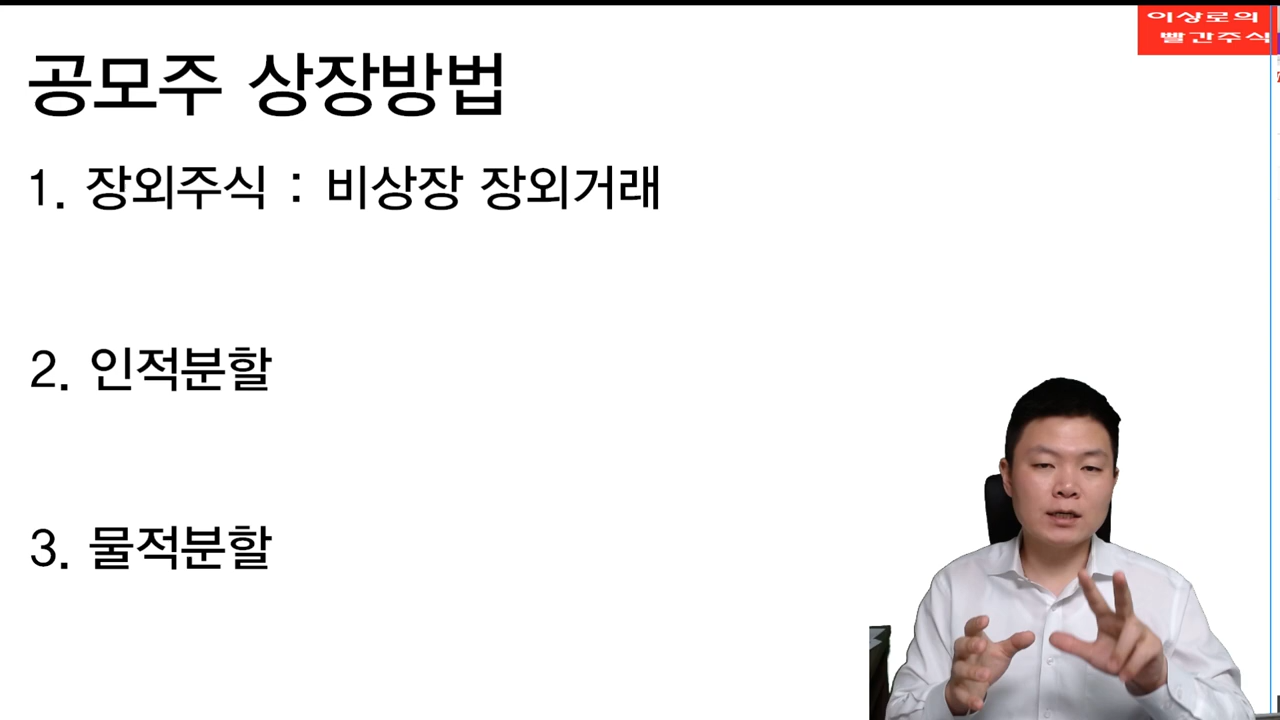 이상로의
빨간주식
공모주 상장방법
1. 장외주식 : 비상장 장외거래
2. 인적분할
3. 물적분할